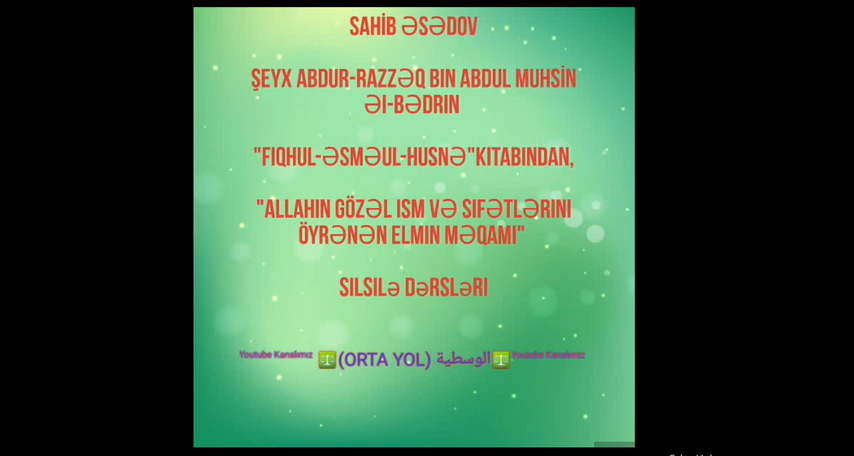 SAHİB ƏSƏDOV
ŞEYX ABDUR-RAZZƏQ BIN ABDUL MUHSİN
ƏI-BƏDRIN
"FIQHUL-ƏSMƏUL-HUSNƏ"KITABINDAN,
"ALLAHIN GÖZƏL ISM VƏ SIFƏTLƏRINI
ÖYRƏNƏN ELMIN MƏQAMI"
SILSILə DəRSLəRI
Youtube Kanalımız (ORTA YOL) الوسطية Youtube Kanalımız